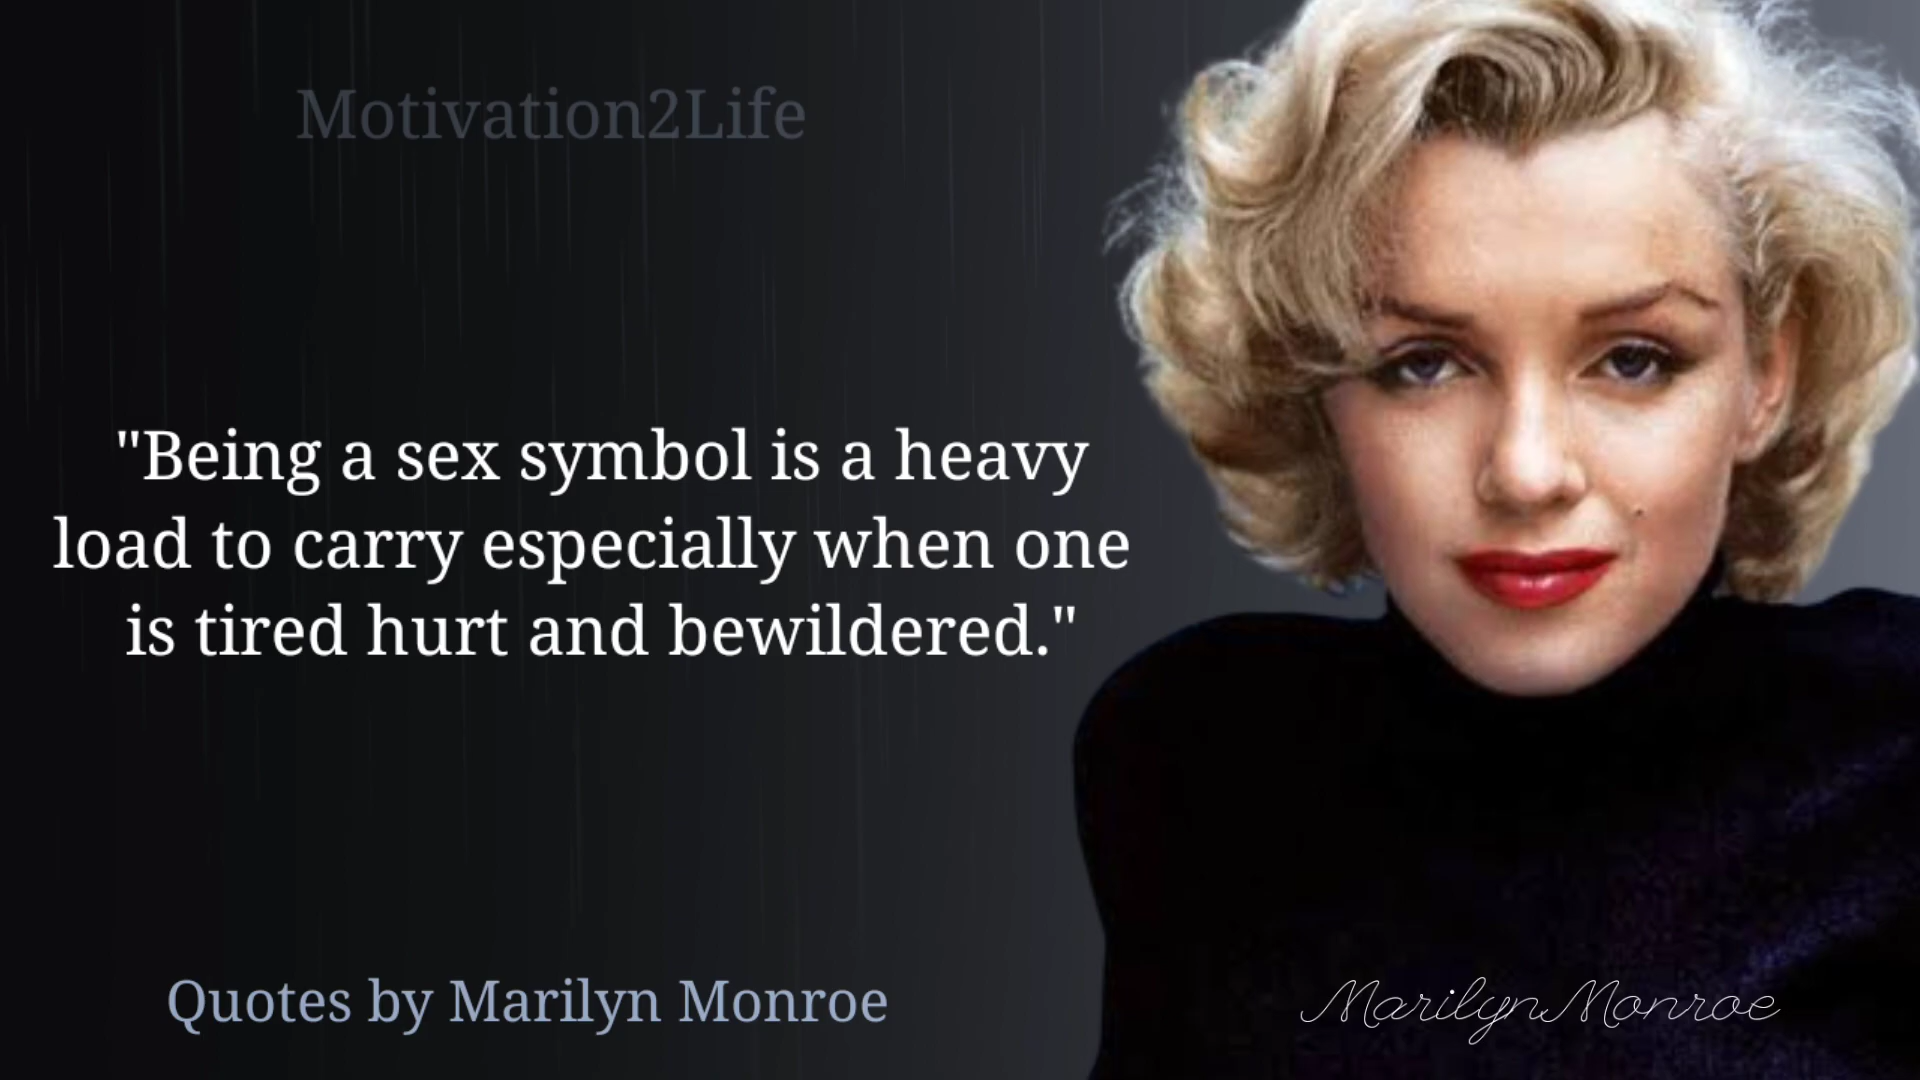 Motivation2Life
"Being a sex symbol is a heavy
load to carry especially when one
is tired hurt and bewildered."
Quotes by Marilyn Monroe
Marilyn Monroe